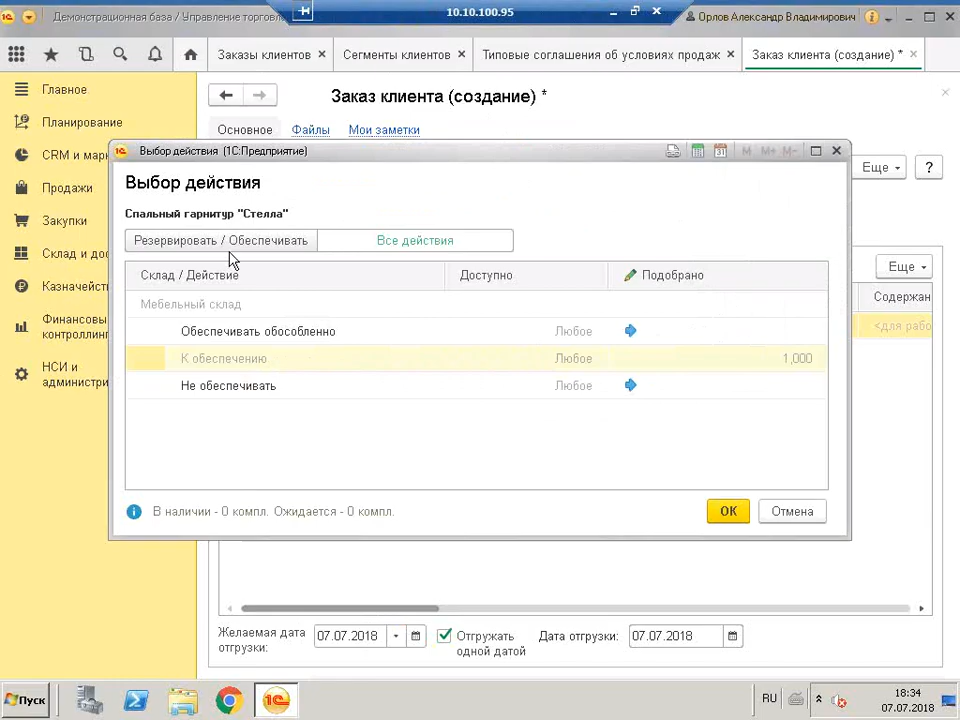 10.10.100.95
Демонстрационная база / Управление торговл
Орлов Александр Владимирович
Заказы клиентов
Сегменты клиентов
Типовые соглашения об условиях продаж
Заказ клиента (создание) *
Главное
Планирование
CRM и марк
Продажи
Закупки
Склад и дос
Казначейст
Финансовы
контроллинг
НСИ и
администри
Заказ клиента (создание) *
Основное
Файлы
Мои заметки
Еще
?
Выбор действия (1С:Предприятие)
M M+ M-
Выбор действия
Спальный гарнитур "Стелла"
Резервировать / Обеспечивать
Все действия
Склад / Действие
Доступно
Подобрано
Мебельный склад
Обеспечивать обособленно
Любое
К обеспечению
Любое
1,000
Не обеспечивать
Любое
В наличии - 0 компл. Ожидается - 0 компл.
ОК
Отмена
Еще
Содержан
<для рабо
Желаемая дата
отгрузки:
07.07.2018
Отгружать
одной датой
Дата отгрузки:
07.07.2018
Пуск
RU
18:34
07.07.2018